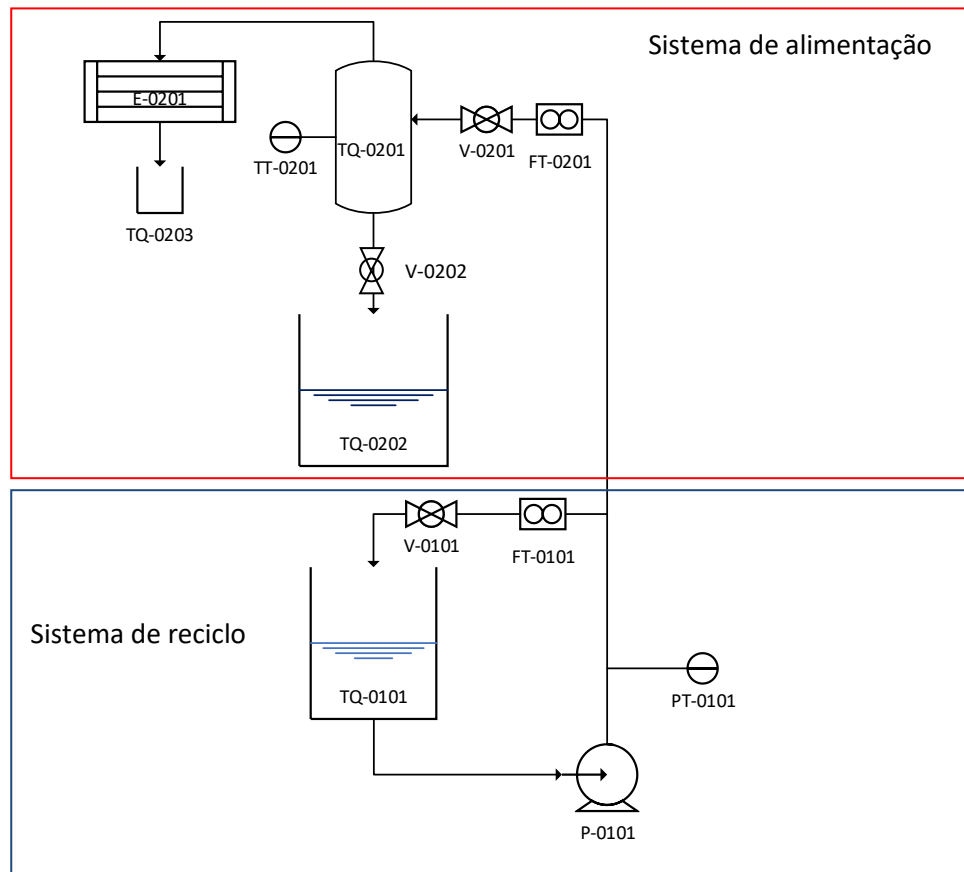 Sistema de alimentação
E-0201
TQ-0201
V-0201
FT-0201
TT-0201
TQ-0203
V-0202
TQ-0202
V-0101
FT-0101
Sistema de reciclo
TQ-0101
PT-0101
P-0101